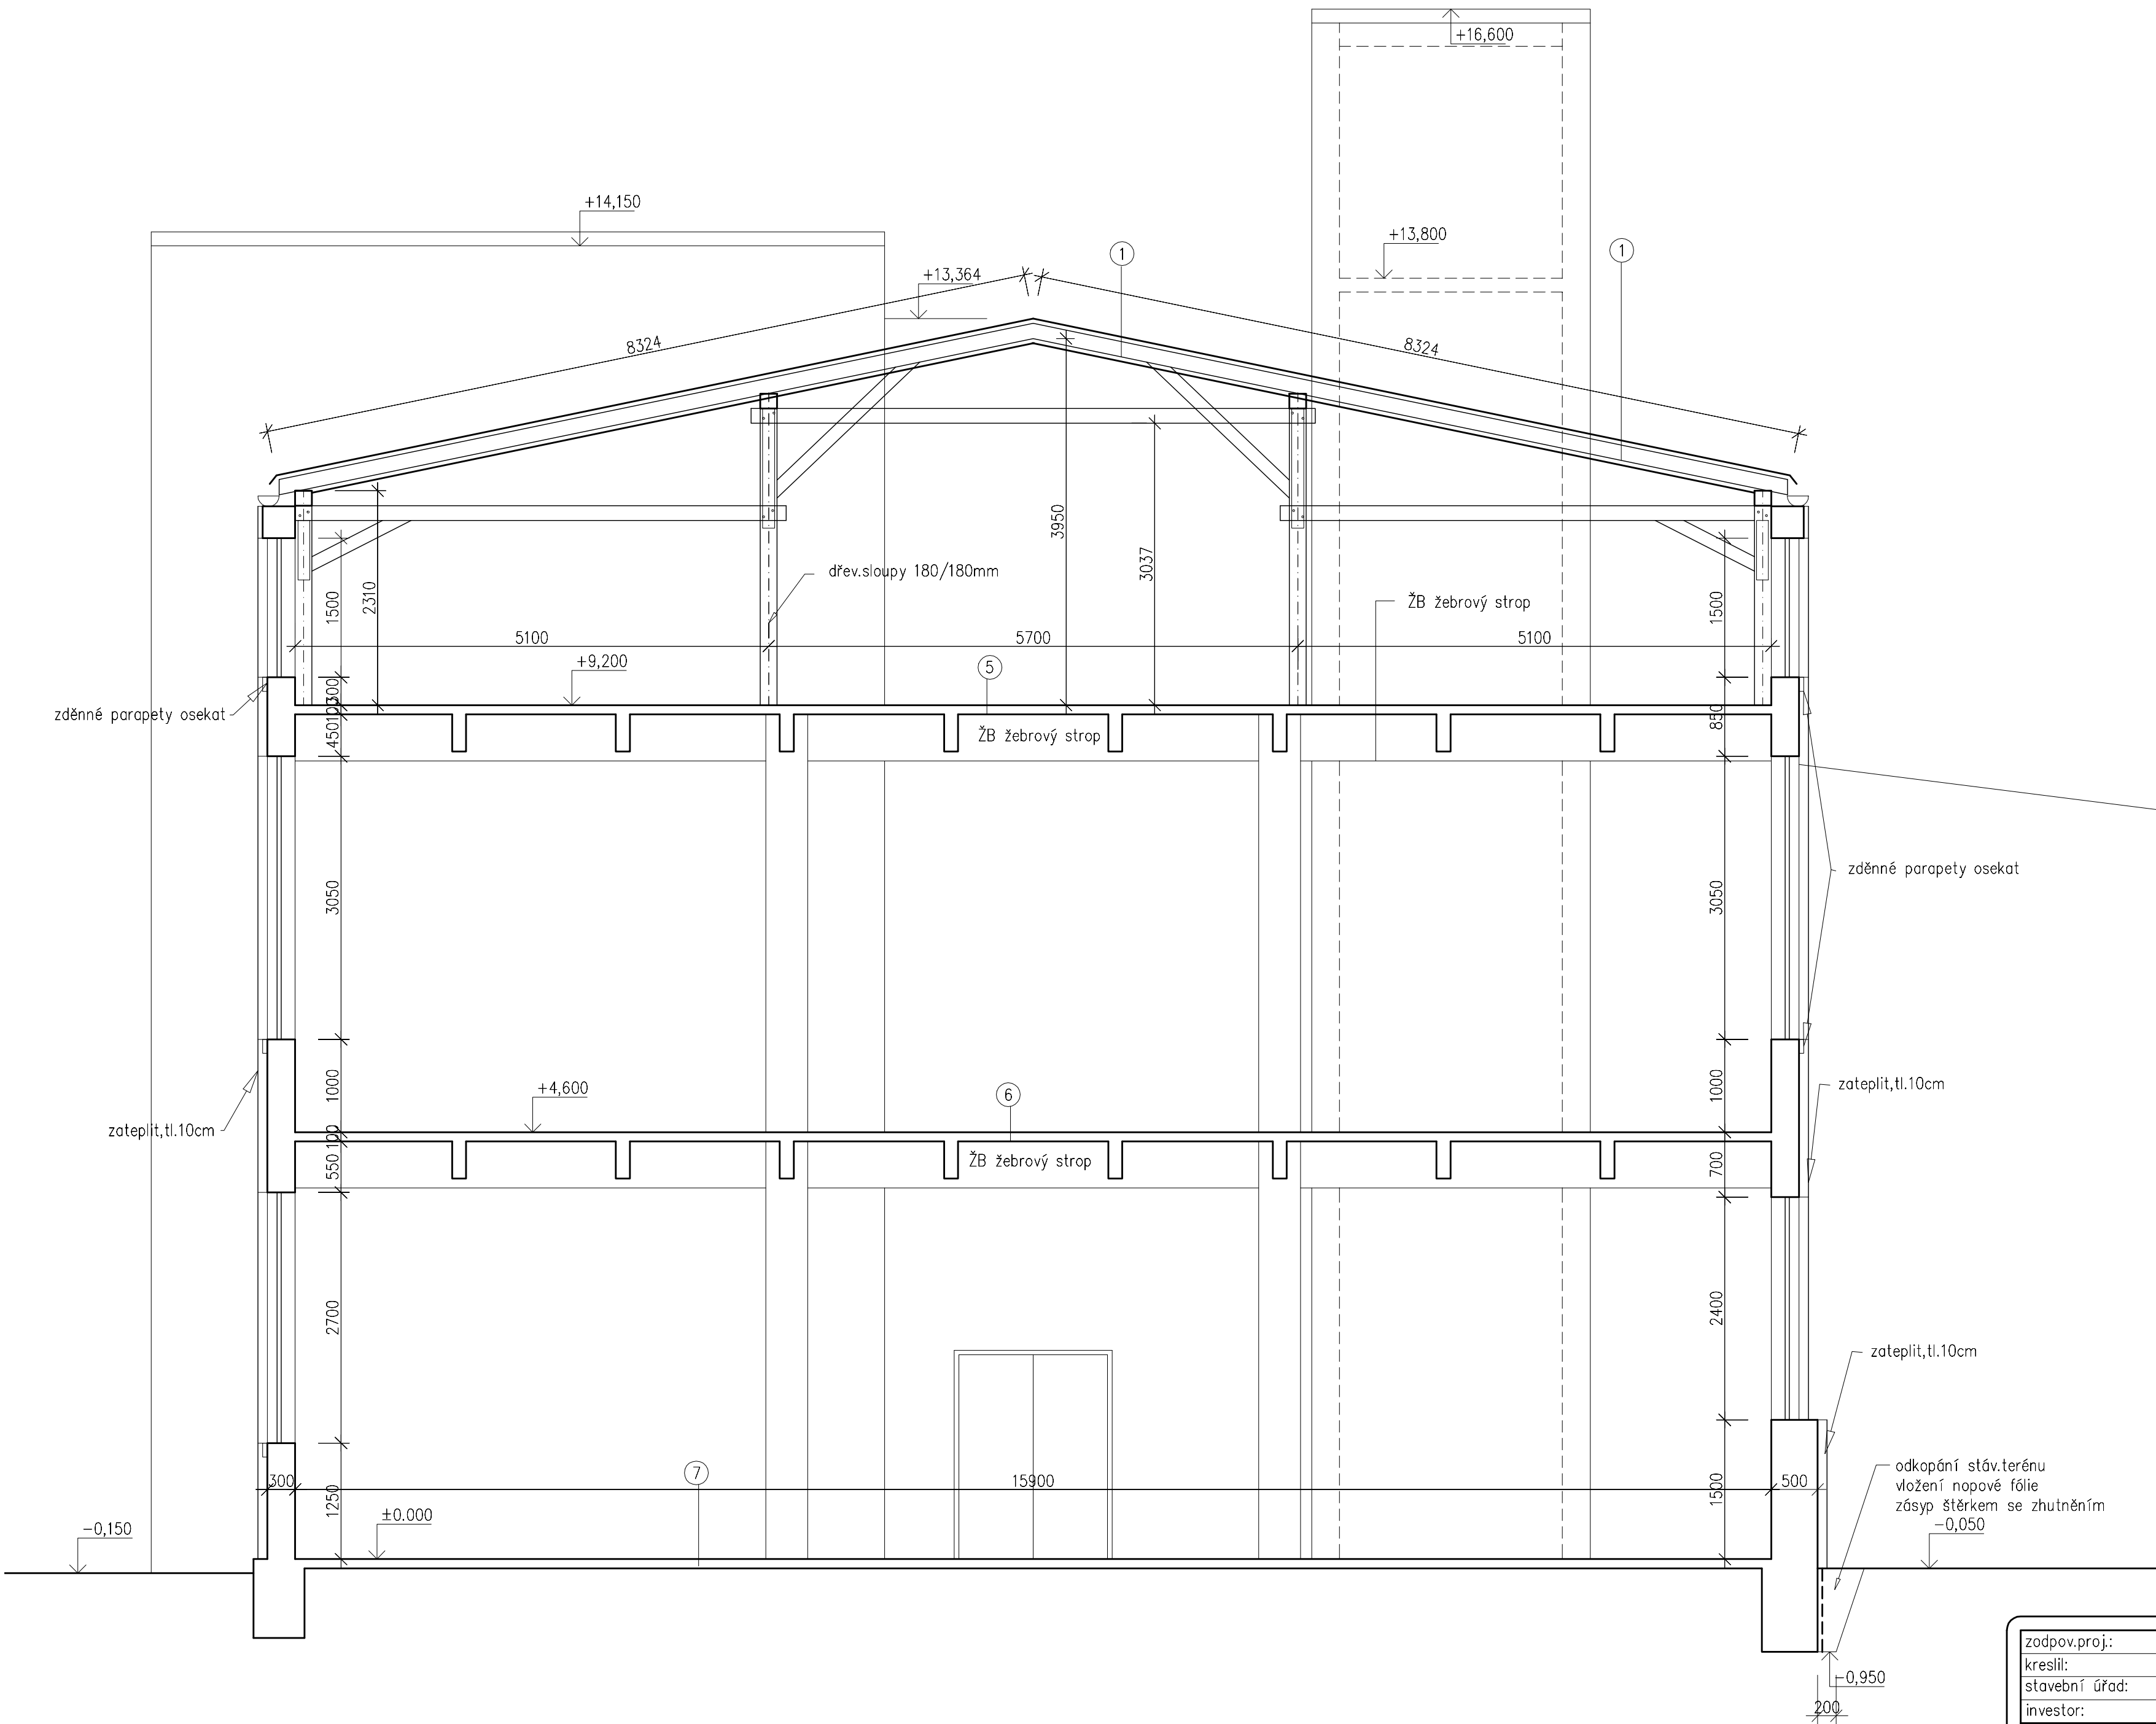 +16,600
+14,150
+13,800
1
1
+13,364
8324
8324
3950
3037
dřev.sloupy 180/180mm
2310
1500
ŽB žebrový strop
1500
5100
5700
5100
+9,200
5
zděnné parapety osekat
300
100
450
850
ŽB žebrový strop
3050
3050
zděnné parapety osekat
1000
+4,600
6
1000
zateplit,tl.10cm
zateplit,tl.10cm
100
550
ŽB žebrový strop
700
2700
2400
zateplit,tl.10cm
300
7
15900
500
1250
1500
odkopání stáv.terénu
vložení nopové fólie
zásyp štěrkem se zhutněním
-0,150
±0.000
-0,050
zodpov.proj.:
kreslil:
stavební úřad:
investor:
-0,950
200